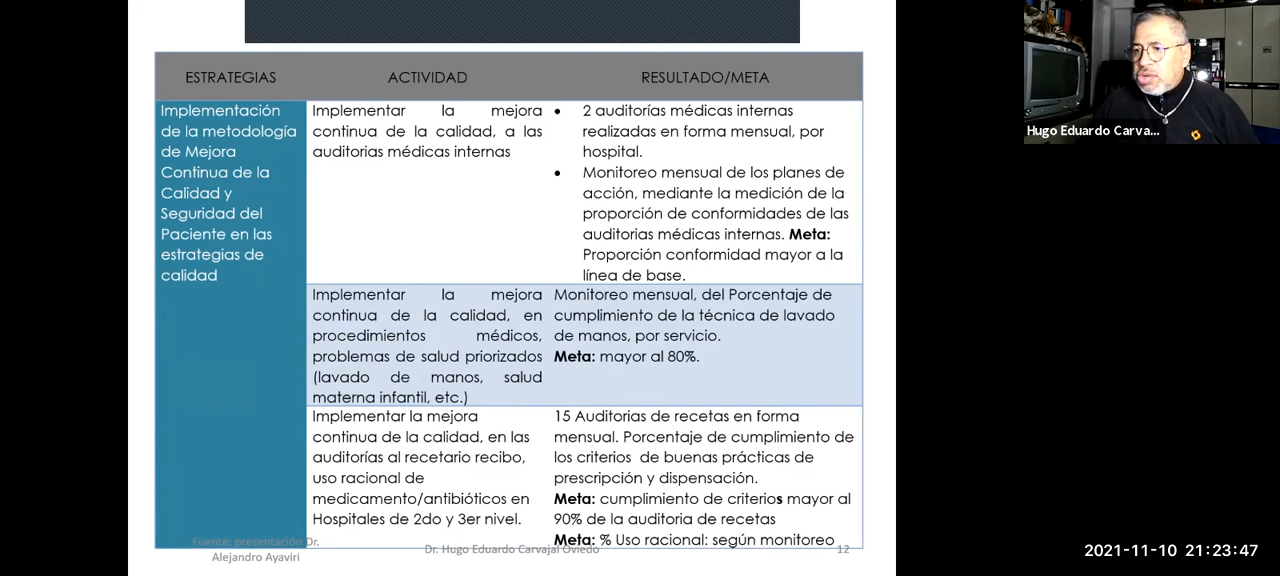 ESTRATEGIAS
ACTIVIDAD
RESULTADO/META
Implementación
de la metodología
de Mejora
Continua de la
Calidad y
Seguridad del
Paciente en las
estrategias de
calidad
Implementar la mejora
continua de la calidad, a las
auditorias médicas internas
• 2 auditorías médicas internas
realizadas en forma mensual, por
hospital.
• Monitoreo mensual de los planes de
acción, mediante la medición de la
proporción de conformidades de las
auditorias médicas internas. Meta:
Proporción conformidad mayor a la
línea de base.
Implementar la mejora
continua de la calidad, en
procedimientos médicos,
problemas de salud priorizados
(lavado de manos, salud
materna infantil, etc.)
Monitoreo mensual, del Porcentaje de
cumplimiento de la técnica de lavado
de manos, por servicio.
Meta: mayor al 80%.
Implementar la mejora
continua de la calidad, en las
auditorías al recetario recibo,
uso racional de
medicamento/antibióticos en
Hospitales de 2do y 3er nivel.
15 Auditorias de recetas en forma
mensual. Porcentaje de cumplimiento de
los criterios de buenas prácticas de
prescripción y dispensación.
Meta: cumplimiento de criterios mayor al
90% de la auditoria de recetas
Meta: % Uso racional: según monitoreo
Fuente: presentación Dr.
Alejandro Ayaviri
Dr. Hugo Eduardo Carvajal Oviedo
12
Hugo Eduardo Carva...
2021-11-10 21:23:47